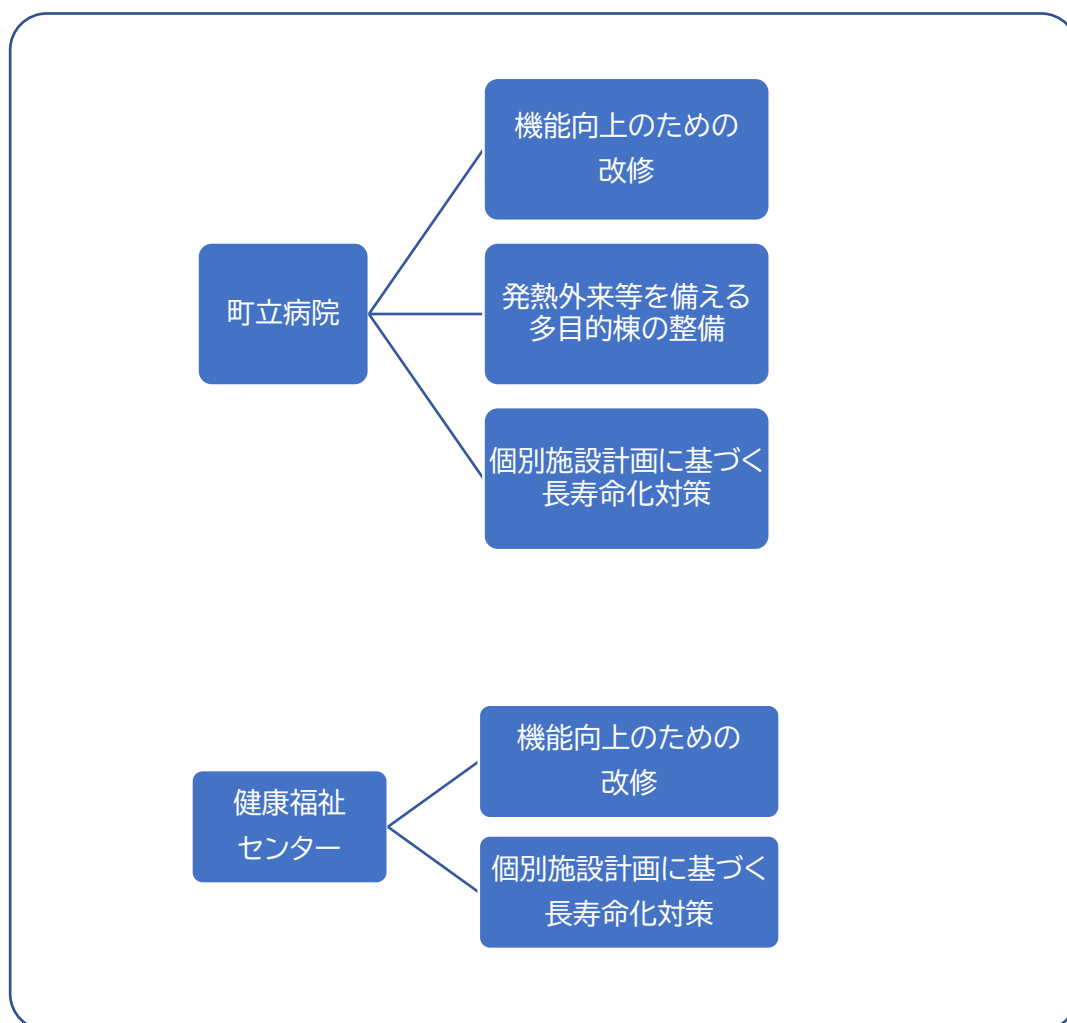 機能向上のための
改修
町立病院
発熱外来等を備える
多目的棟の整備
個別施設計画に基づく
長寿命化対策
機能向上のための
改修
健康福祉
センター
個別施設計画に基づく
長寿命化対策